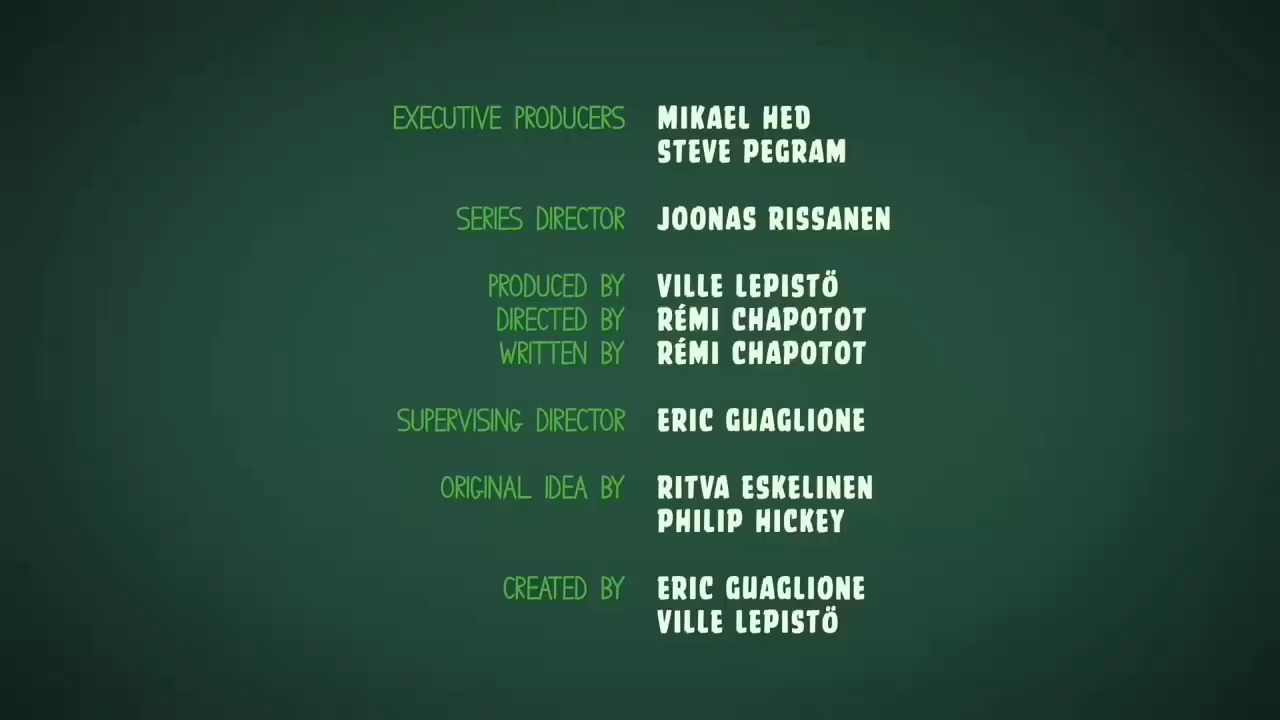 EXECUTIVE PRODUCERS MIKAEL HED
STEVE PEGRAM
SERIES DIRECTOR JOONAS RISSANEN
PRODUCED BY VILLE LEPISTÖ
DIRECTED BY RÉMI CHAPOTOT
WRITTEN BY RÉMI CHAPOTOT
SUPERVISING DIRECTOR ERIC GUAGLIONE
ORIGINAL IDEA BY RITVA ESKELINEN
PHILIP HICKEY
CREATED BY ERIC GUAGLIONE
VILLE LEPISTÖ